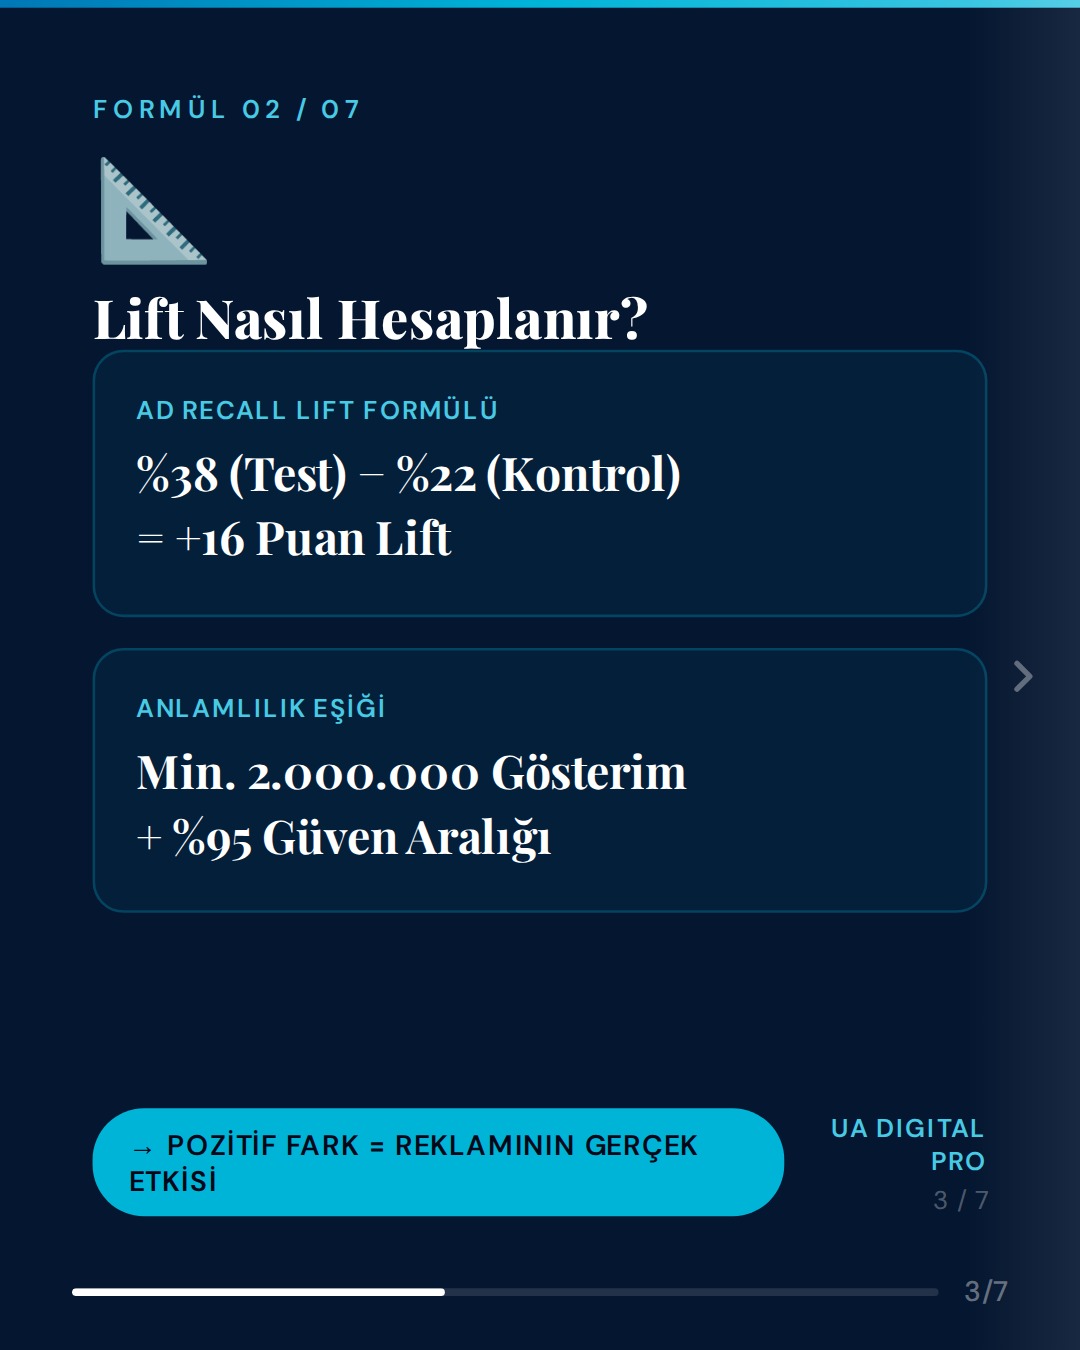 FORMÜL 02 / 07
Lift Nasıl Hesaplanır?
AD RECALL LIFT FORMÜLÜ
%38 (Test) − %22 (Kontrol)
= +16 Puan Lift
ANLAMLILIK EŞİĞİ
Min. 2.000.000 Gösterim
+ %95 Güven Aralığı
→ POZİTİF FARK = REKLAMININ GERÇEK
ETKİSİ
UA DIGITAL
PRO
3 / 7
3/7